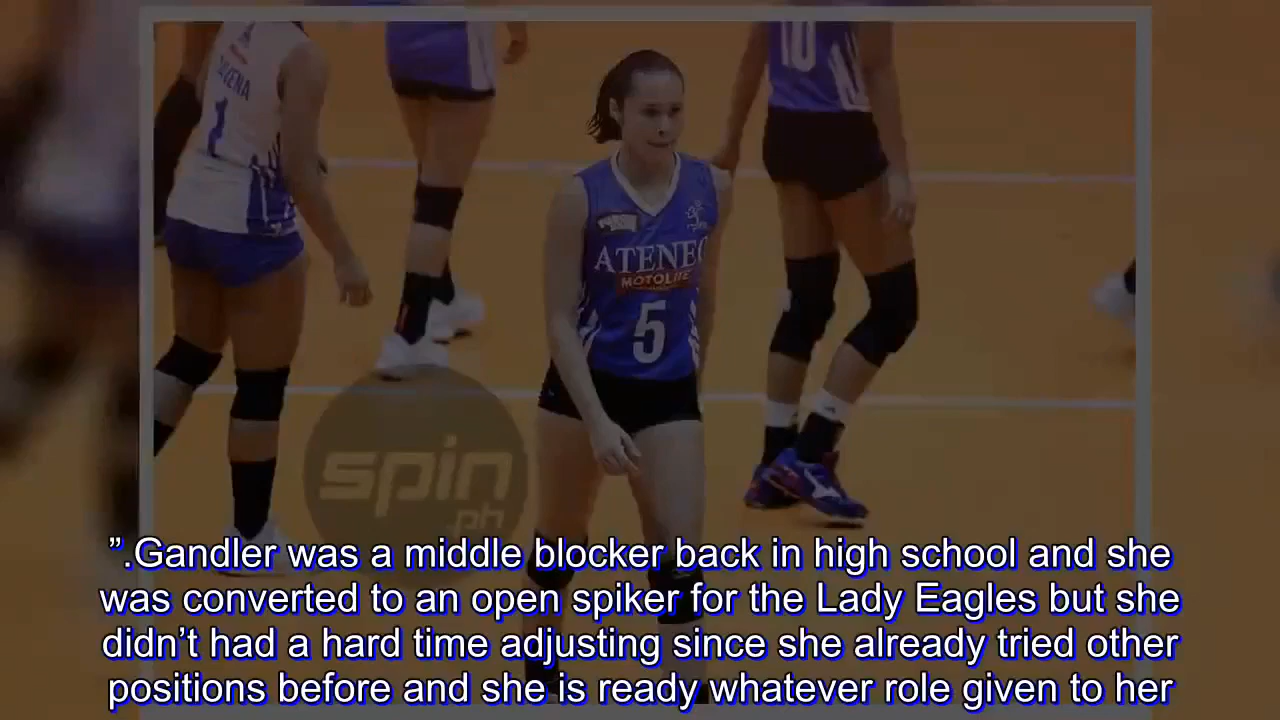 1
10
ATENEO
MOTOLITE
5
spin
.ph
”.Gandler was a middle blocker back in high school and she
was converted to an open spiker for the Lady Eagles but she
didn’t had a hard time adjusting since she already tried other
positions before and she is ready whatever role given to her